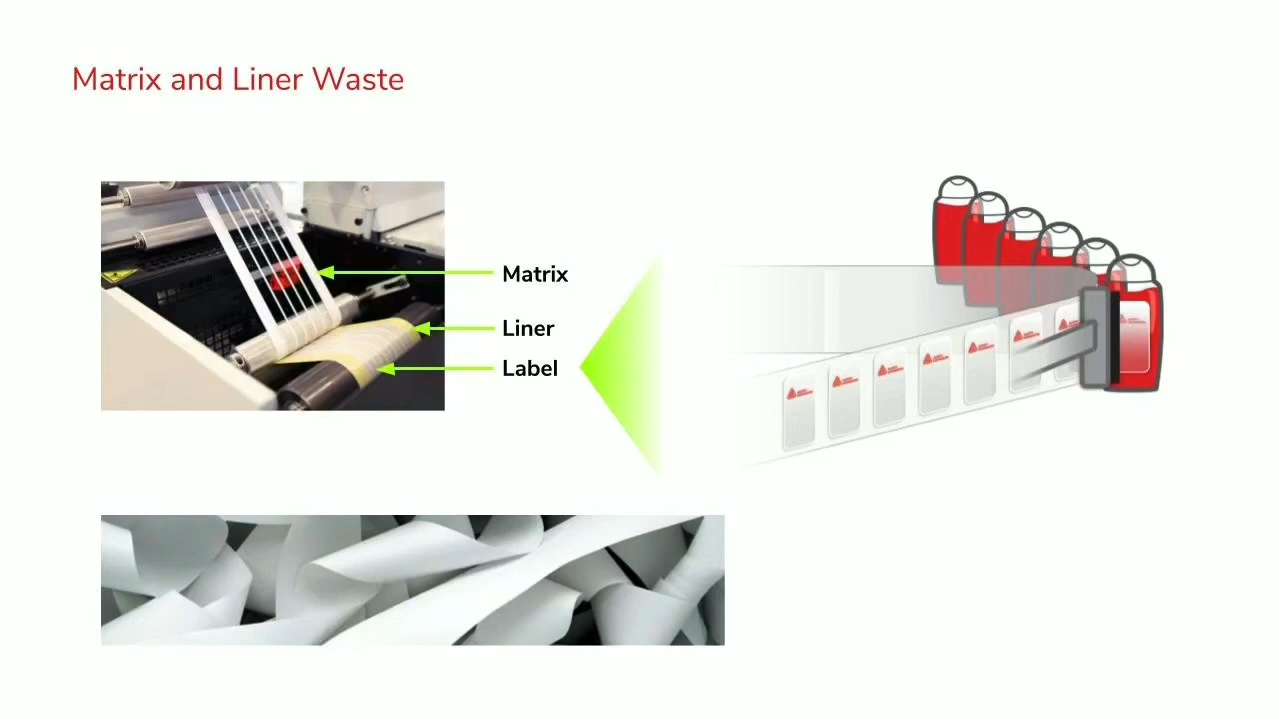 Matrix and Liner Waste
Matrix
Liner
Label